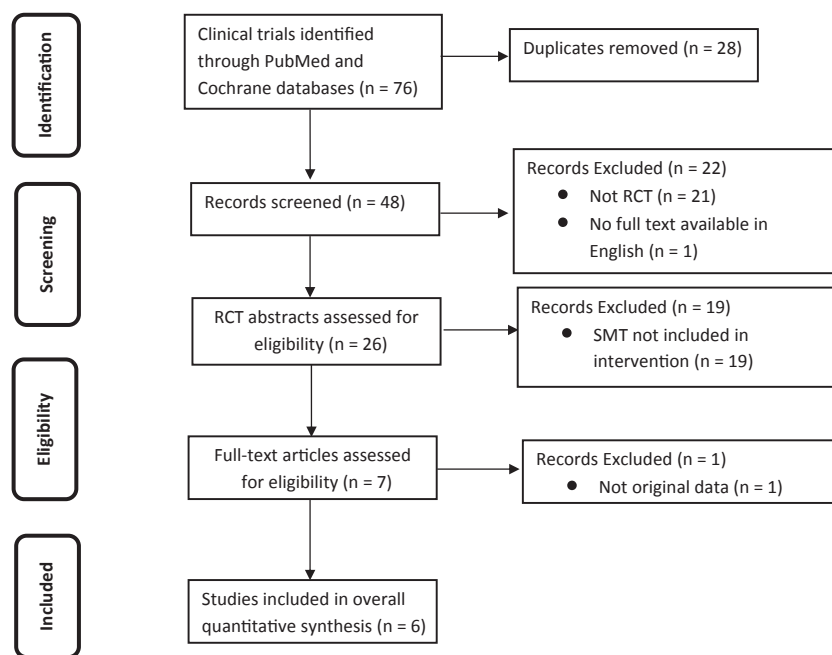 Identification
Clinical trials identified
through PubMed and
Cochrane databases (n = 76)
Duplicates removed (n = 28)
Screening
Records screened (n = 48)
Records Excluded (n = 22)
● Not RCT (n = 21)
● No full text available in
English (n = 1)
RCT abstracts assessed for
eligibility (n = 26)
Records Excluded (n = 19)
● SMT not included in
intervention (n = 19)
Eligibility
Full-text articles assessed
for eligibility (n = 7)
Records Excluded (n = 1)
● Not original data (n = 1)
Included
Studies included in overall
quantitative synthesis (n = 6)